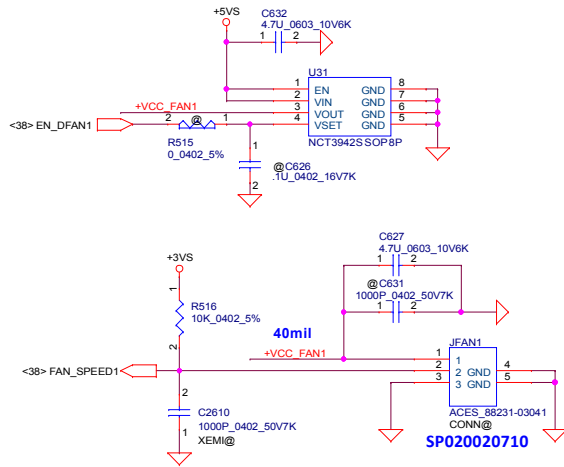 +5VS
C632
4.7U_0603_10V6K
1 2
U31
1 EN GND 8
2 VIN GND 7
3 VOUT GND 6
4 VSET GND 5
NCT3942S SOP8P
+VCC_FAN1
<38> EN_DFAN1
2 @ 1
R515
0_0402_5%
1
@C626
.1U_0402_16V7K
2
C627
4.7U_0603_10V6K
1 2
@C631
1000P_0402_50V7K
1 2
+3VS
1
R516
10K_0402_5%
2
40mil
+VCC_FAN1
JFAN1
1 1
2 2 GND 4
3 3 GND 5
ACES_88231-03041
CONN@
SP020020710
<38> FAN_SPEED1
2
C2610
1000P_0402_50V7K
1
XEMI@